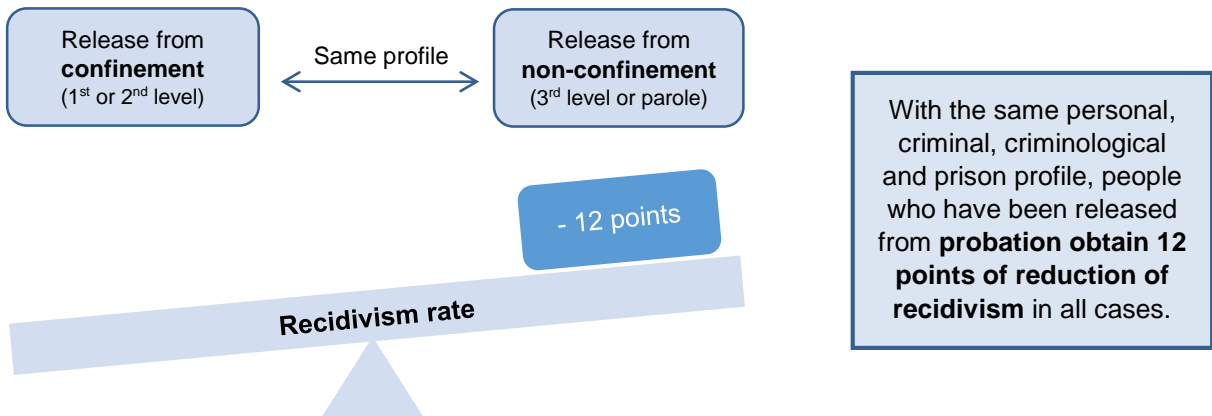 Release from
confinement
(1st or 2nd level)
Same profile
Release from
non-confinement
(3rd level or parole)
With the same personal,
criminal, criminological
and prison profile, people
who have been released
from probation obtain 12
points of reduction of
recidivism in all cases.
- 12 points
Recidivism rate